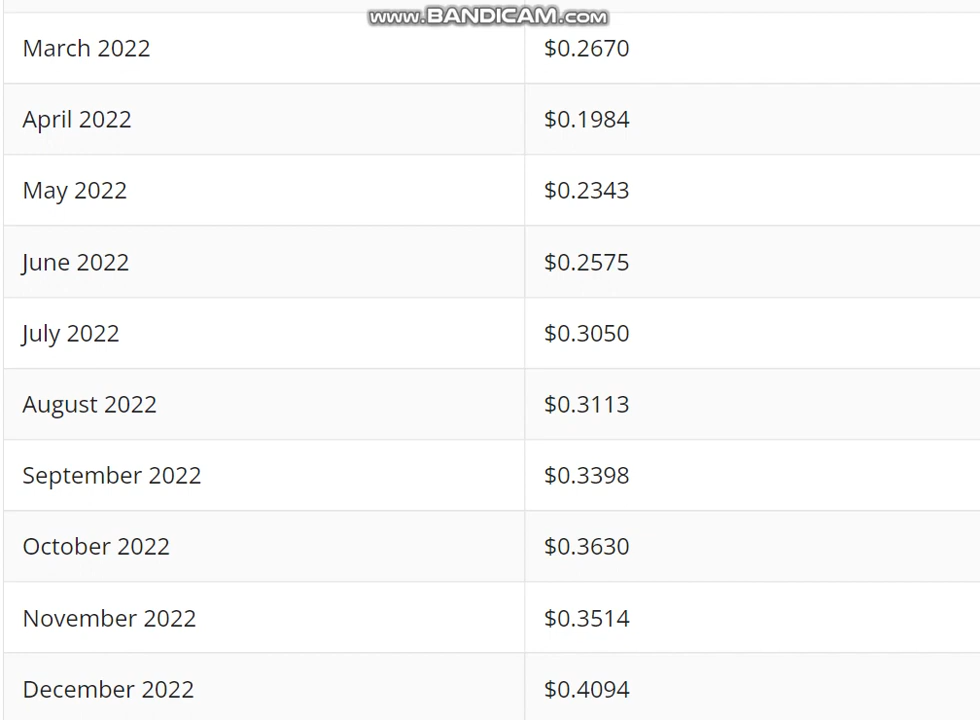 www.BANDICAM.com
March 2022 $0.2670
April 2022 $0.1984
May 2022 $0.2343
June 2022 $0.2575
July 2022 $0.3050
August 2022 $0.3113
September 2022 $0.3398
October 2022 $0.3630
November 2022 $0.3514
December 2022 $0.4094